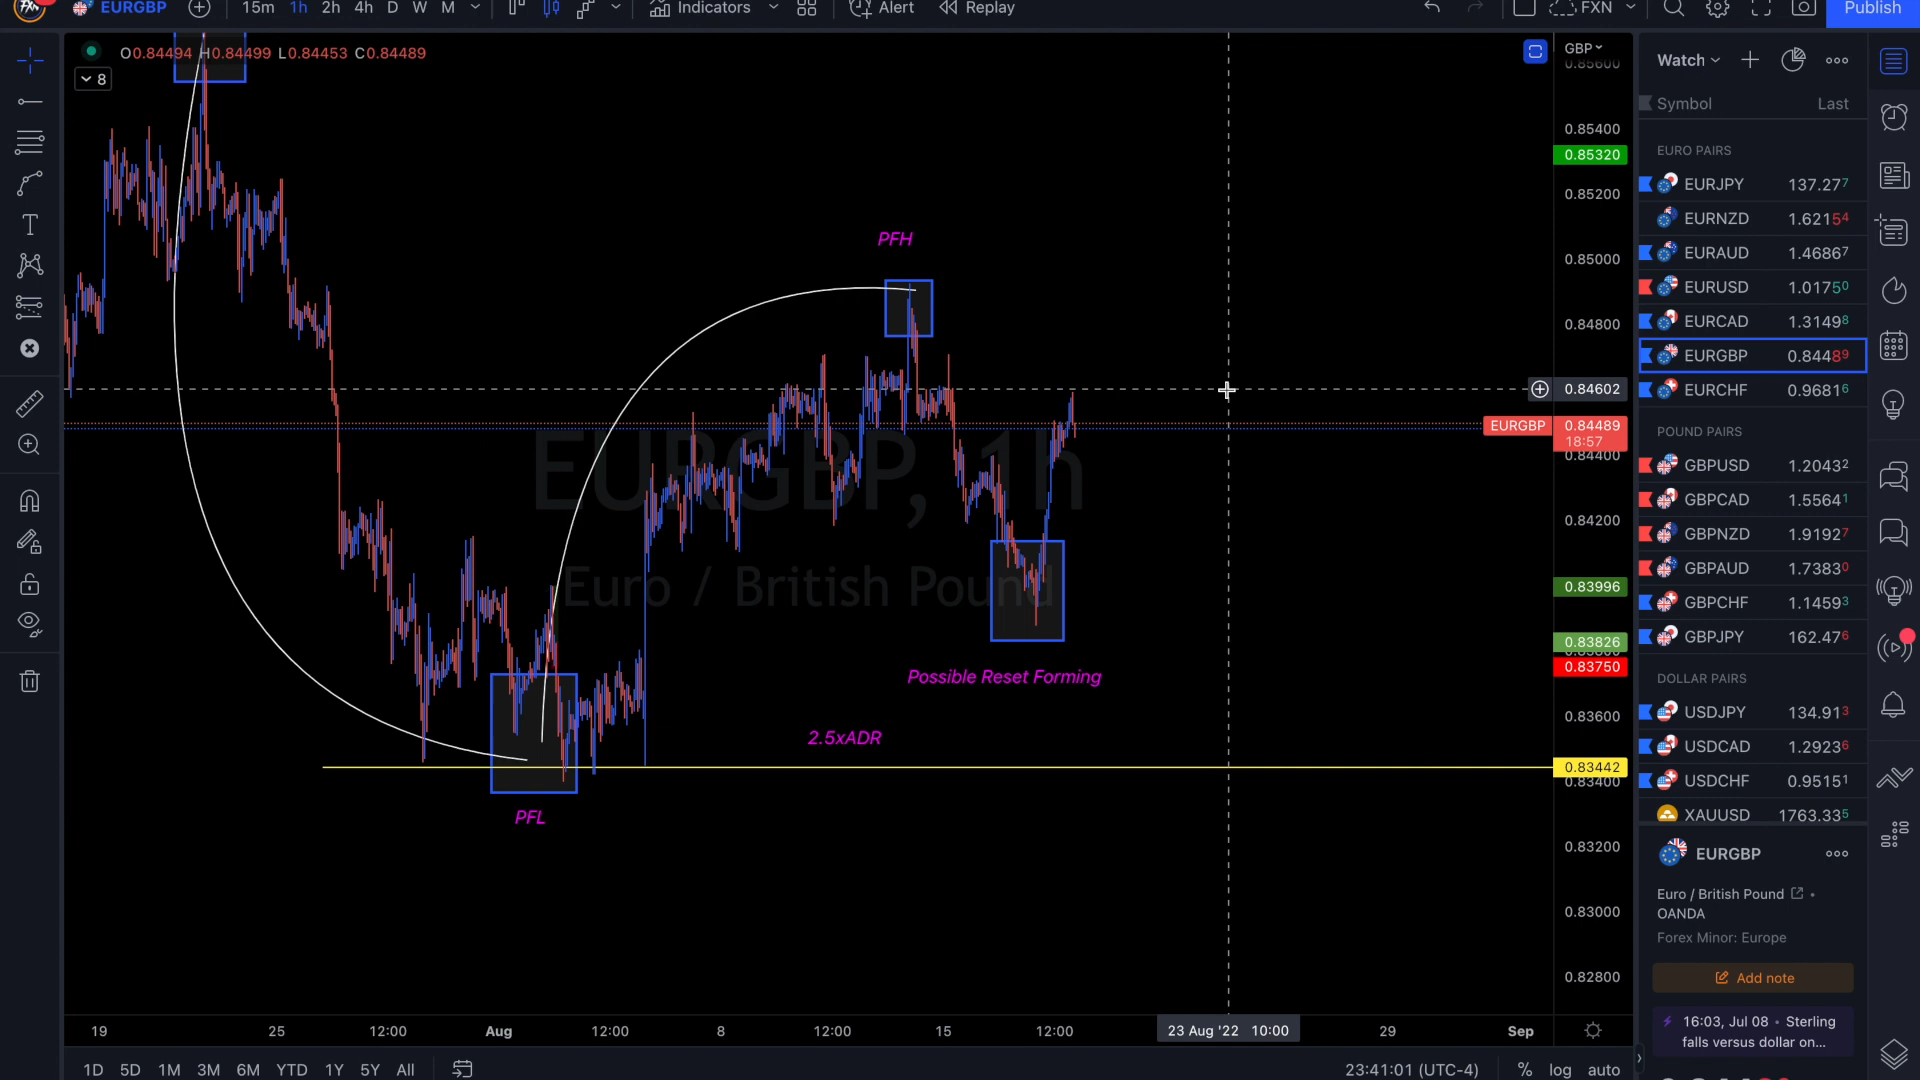 EURGBP 15m 1h 2h 4h D W M Indicators Alert Replay FXN Publish
O0.84494 H0.84499 L0.84453 C0.84489
8
GBP
0.85600
0.85400
0.85320
0.85200
0.85000
0.84800
0.84602
EURGBP 0.84489
18:57
0.84400
0.84200
0.83996
0.83826
0.83750
0.83600
0.83442
0.83400
0.83200
0.83000
0.82800
PFH
EURGBP, 1h
Euro / British Pound
Possible Reset Forming
2.5xADR
PFL
19 25 12:00 Aug 12:00 8 12:00 15 12:00 23 Aug '22 10:00 29 Sep
1D 5D 1M 3M 6M YTD 1Y 5Y All 23:41:01 (UTC-4) % log auto
Watch
Symbol Last
EURO PAIRS
EURJPY 137.277
EURNZD 1.62154
EURAUD 1.46867
EURUSD 1.01750
EURCAD 1.31498
EURGBP 0.84489
EURCHF 0.96816
POUND PAIRS
GBPUSD 1.20432
GBPCAD 1.55641
GBPNZD 1.91927
GBPAUD 1.73830
GBPCHF 1.14593
GBPJPY 162.476
DOLLAR PAIRS
USDJPY 134.913
USDCAD 1.29236
USDCHF 0.95151
XAUUSD 1763.335
EURGBP
Euro / British Pound •
OANDA
Forex Minor: Europe
Add note
16:03, Jul 08 • Sterling
falls versus dollar on...